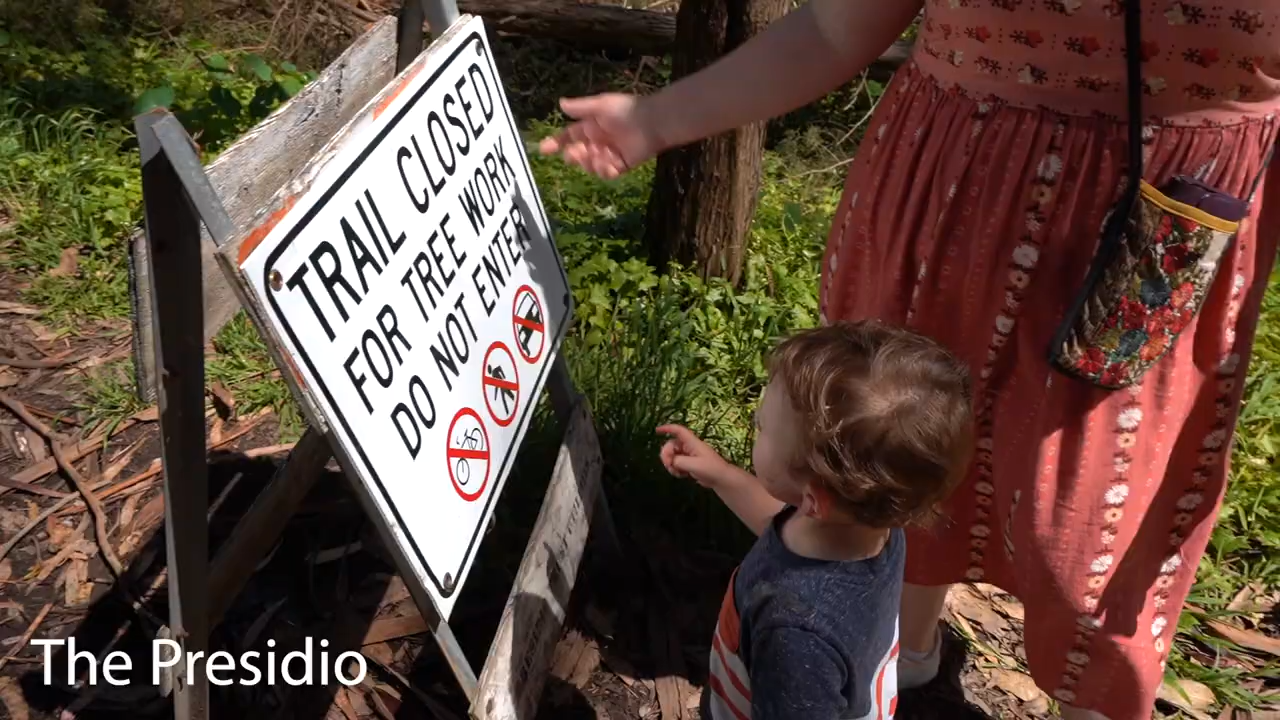 TRAIL CLOSED
FOR TREE WORK
DO NOT ENTER
The Presidio